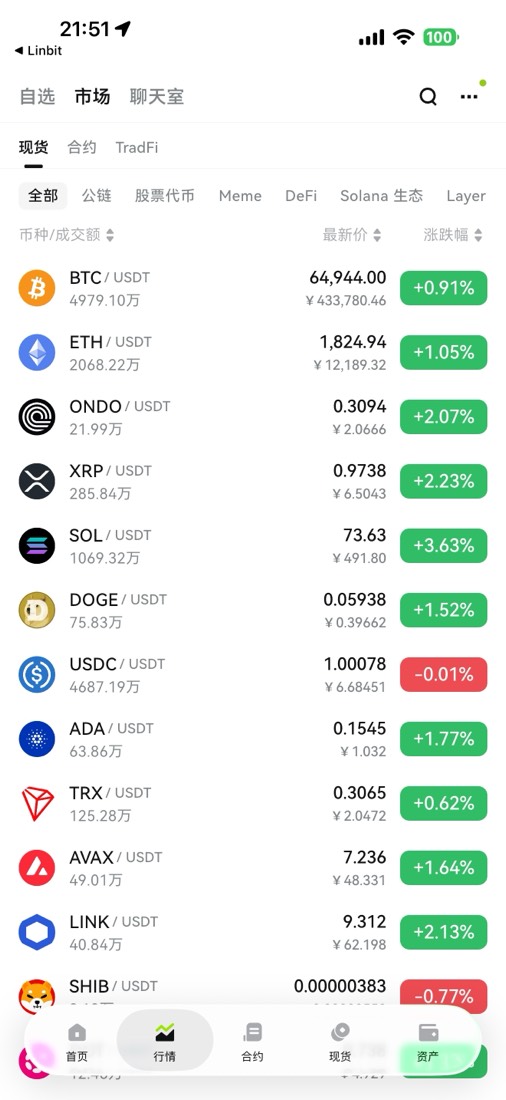 21:51
100
◀ Linbit
自选 市场 聊天室
现货 合约 TradFi
全部 公链 股票代币 Meme DeFi Solana 生态 Layer
币种/成交额 最新价 涨跌幅
BTC / USDT 64,944.00 +0.91%
4979.10万 ¥433,780.46
ETH / USDT 1,824.94 +1.05%
2068.22万 ¥12,189.32
ONDO / USDT 0.3094 +2.07%
21.99万 ¥2.0666
XRP / USDT 0.9738 +2.23%
285.84万 ¥6.5043
SOL / USDT 73.63 +3.63%
1069.32万 ¥491.80
DOGE / USDT 0.05938 +1.52%
75.83万 ¥0.39662
USDC / USDT 1.00078 -0.01%
4687.19万 ¥6.68451
ADA / USDT 0.1545 +1.77%
63.86万 ¥1.032
TRX / USDT 0.3065 +0.62%
125.28万 ¥2.0472
AVAX / USDT 7.236 +1.64%
49.01万 ¥48.331
LINK / USDT 9.312 +2.13%
40.84万 ¥62.198
SHIB / USDT 0.00000383 -0.77%
首页 行情 合约 现货 资产